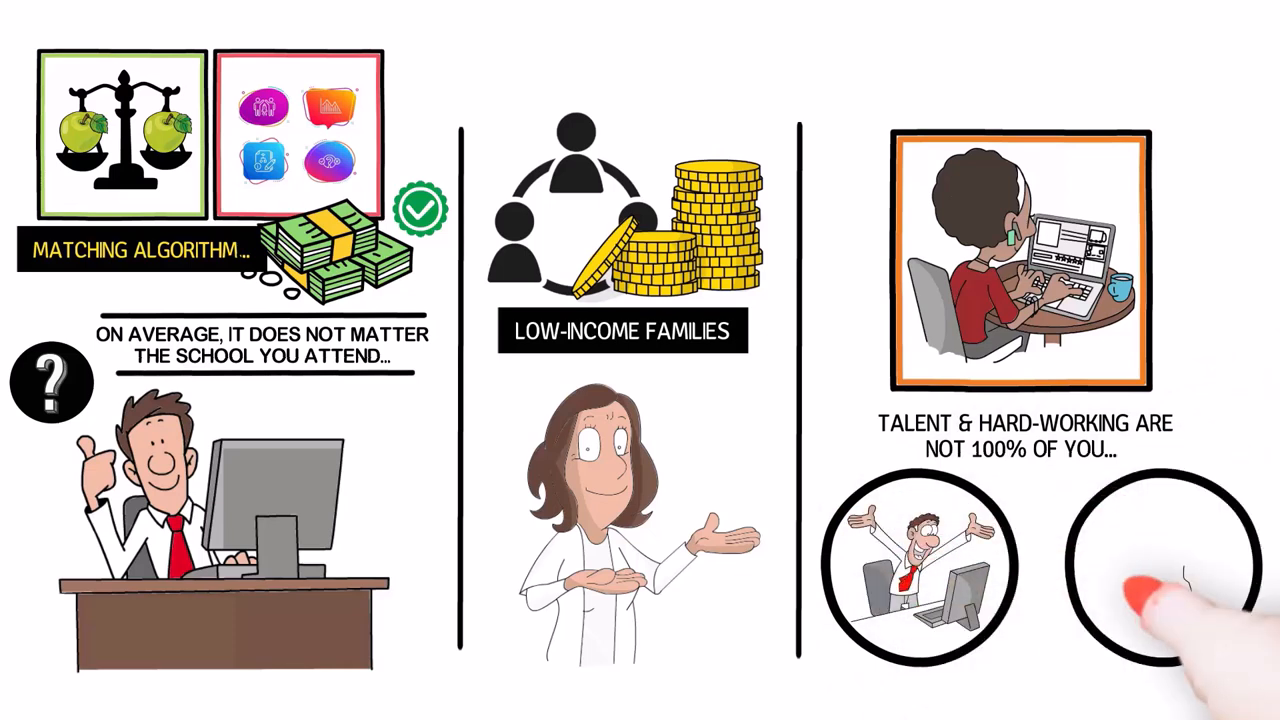 MATCHING ALGORITHM...
ON AVERAGE, IT DOES NOT MATTER
THE SCHOOL YOU ATTEND...
?
LOW-INCOME FAMILIES
TALENT & HARD-WORKING ARE
NOT 100% OF YOU...